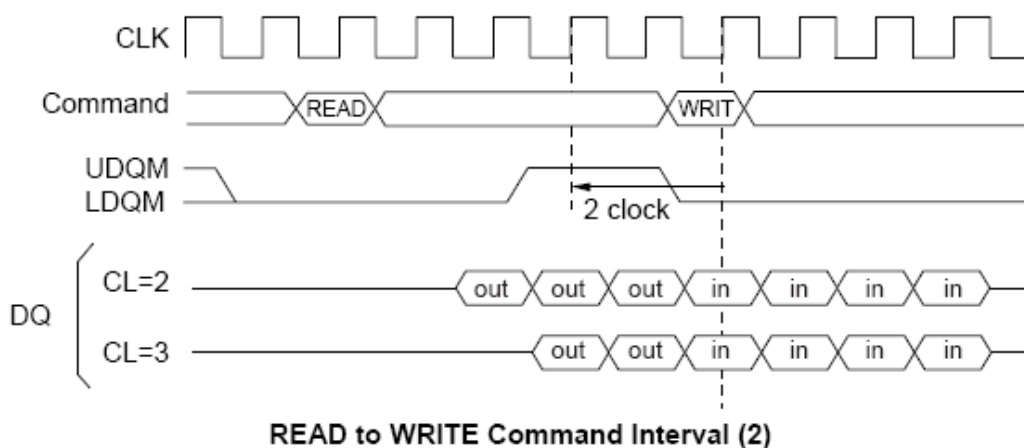 CLK
Command READ WRIT
UDQM
LDQM
2 clock
CL=2 out out out in in in in
DQ
CL=3 out out in in in in
READ to WRITE Command Interval (2)